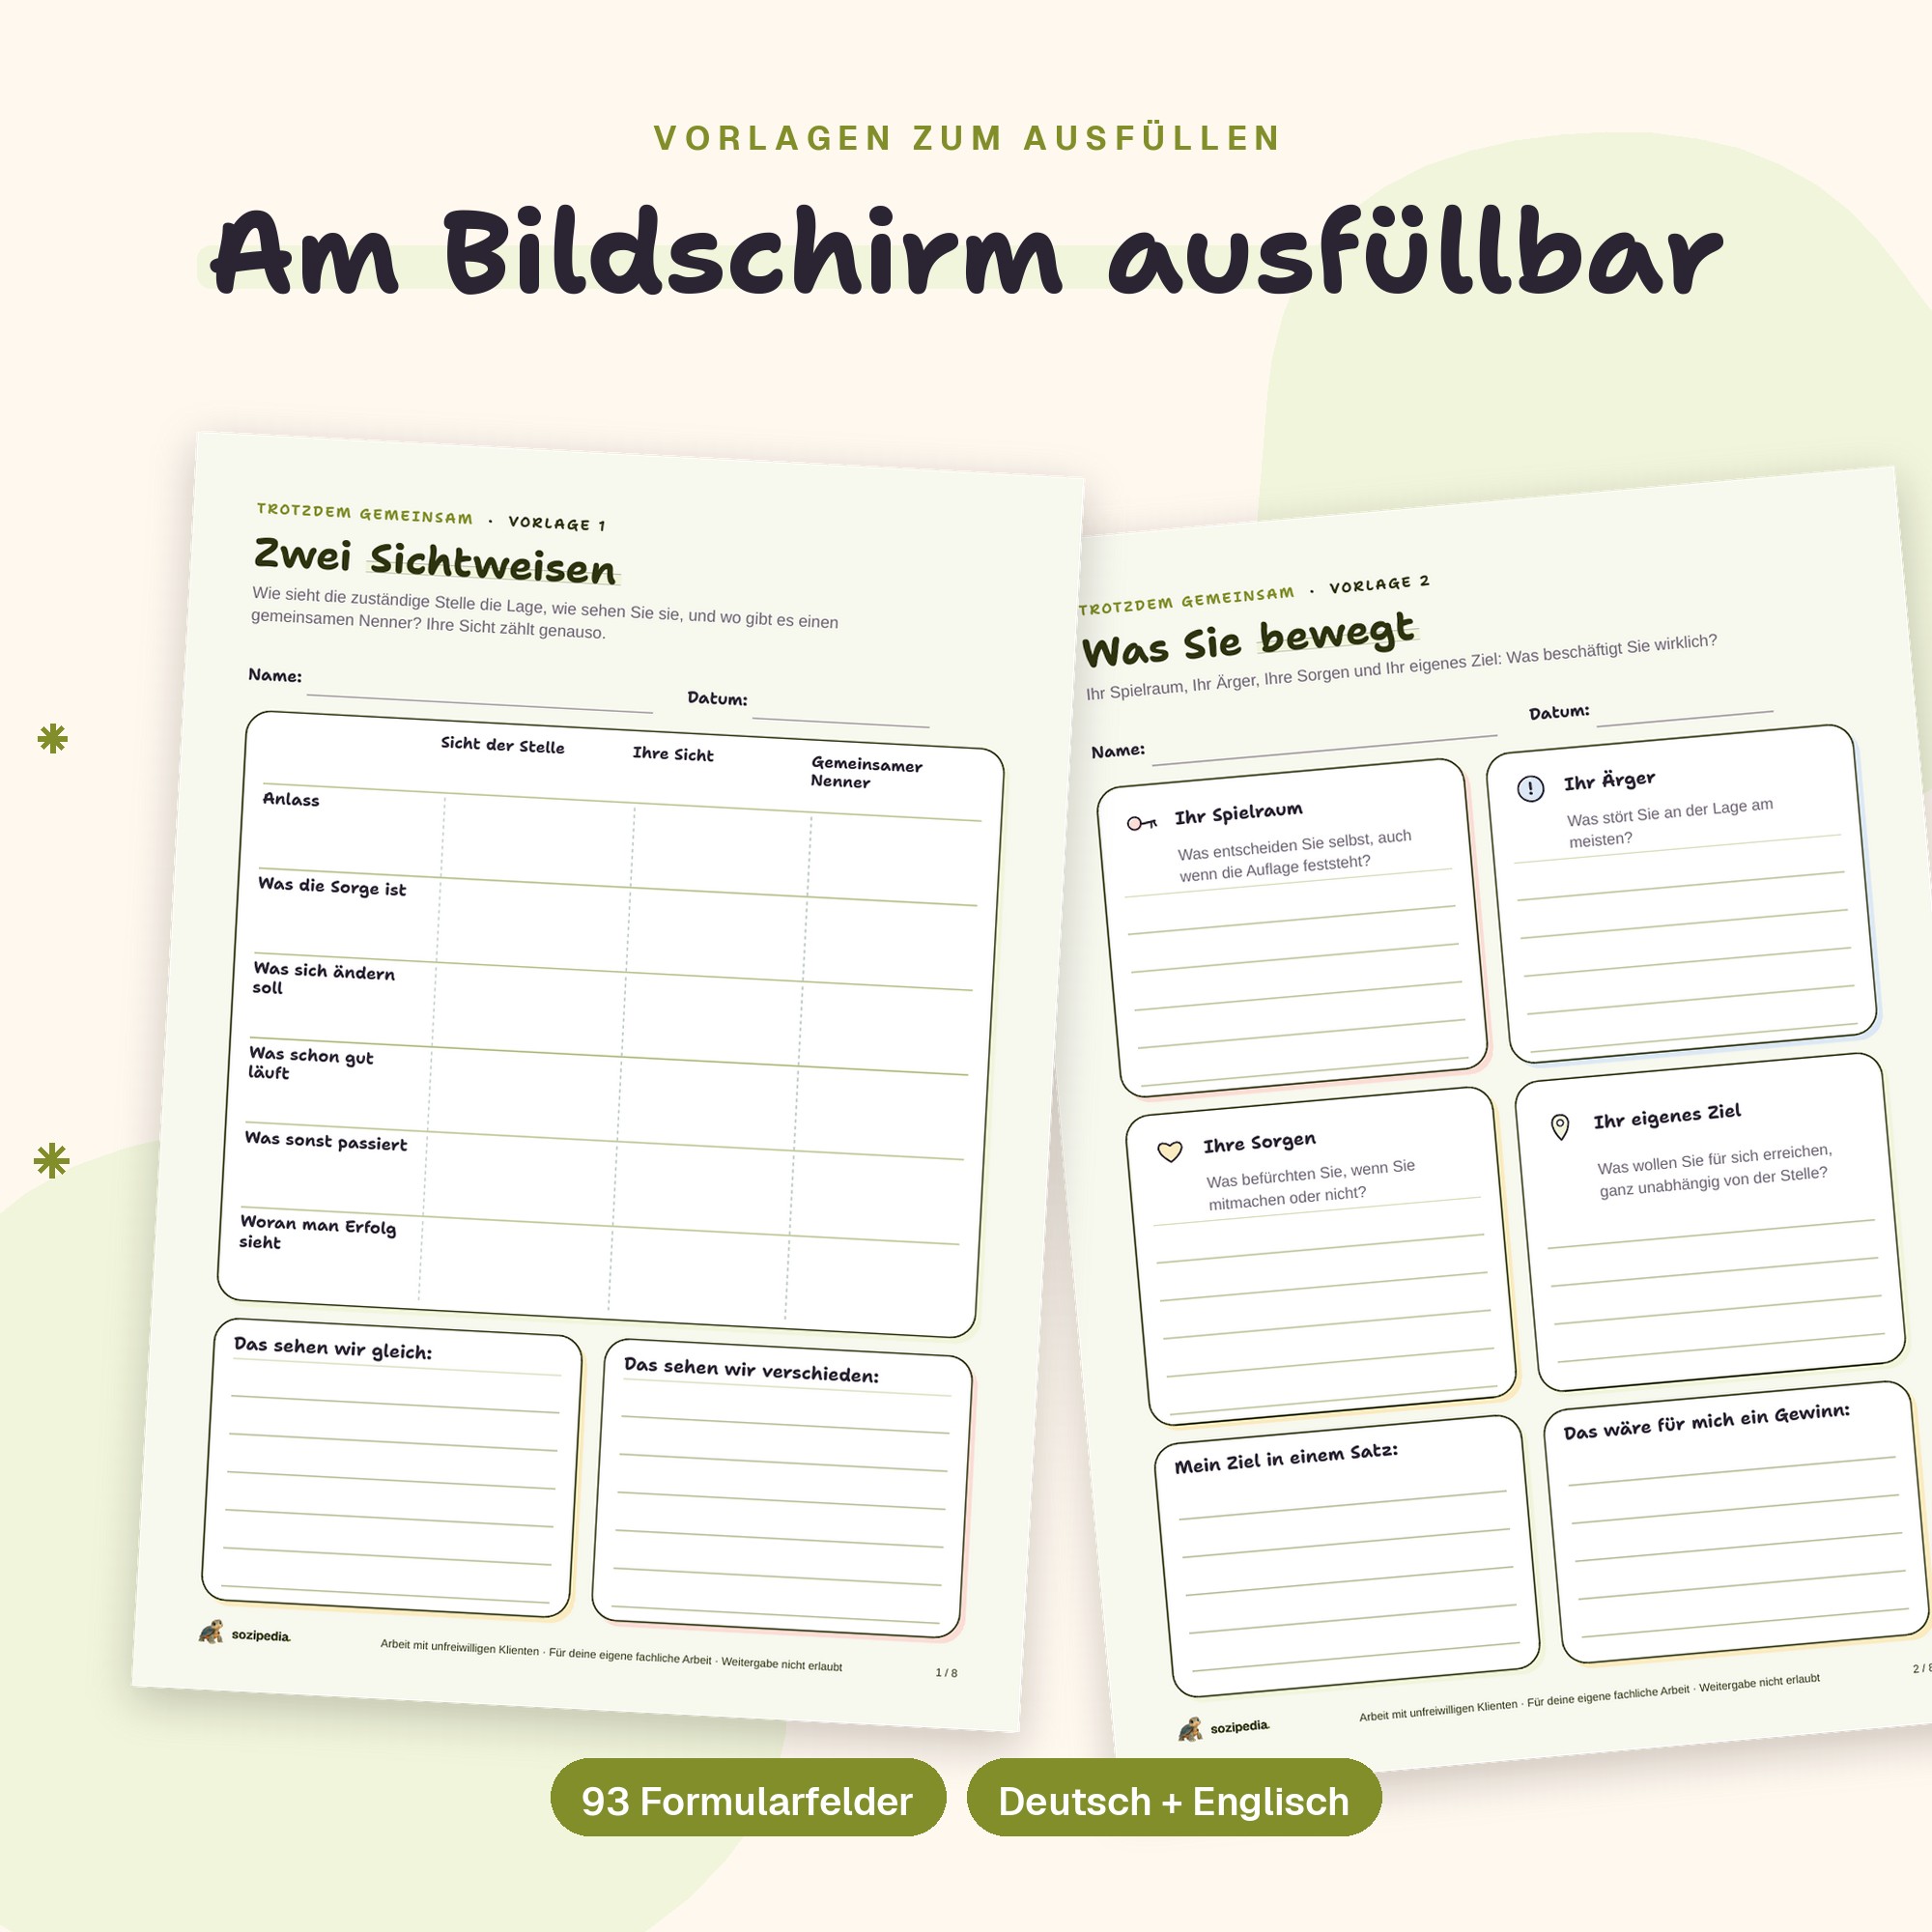 VORLAGEN ZUM AUSFÜLLEN
Am Bildschirm ausfüllbar
TROTZDEM GEMEINSAM · VORLAGE 1
Zwei Sichtweisen
Wie sieht die zuständige Stelle die Lage, wie sehen Sie sie, und wo gibt es einen
gemeinsamen Nenner? Ihre Sicht zählt genauso.
Name:
Datum:
Sicht der Stelle
Ihre Sicht
Gemeinsamer
Nenner
Anlass
Was die Sorge ist
Was sich ändern
soll
Was schon gut
läuft
Was sonst passiert
Woran man Erfolg
sieht
Das sehen wir gleich:
Das sehen wir verschieden:
sozipedia.
Arbeit mit unfreiwilligen Klienten · Für deine eigene fachliche Arbeit · Weitergabe nicht erlaubt
1 / 8
TROTZDEM GEMEINSAM · VORLAGE 2
Was Sie bewegt
Ihr Spielraum, Ihr Ärger, Ihre Sorgen und Ihr eigenes Ziel: Was beschäftigt Sie wirklich?
Name:
Datum:
Ihr Spielraum
Was entscheiden Sie selbst, auch
wenn die Auflage feststeht?
! Ihr Ärger
Was stört Sie an der Lage am
meisten?
Ihre Sorgen
Was befürchten Sie, wenn Sie
mitmachen oder nicht?
Ihr eigenes Ziel
Was wollen Sie für sich erreichen,
ganz unabhängig von der Stelle?
Mein Ziel in einem Satz:
Das wäre für mich ein Gewinn:
sozipedia.
Arbeit mit unfreiwilligen Klienten · Für deine eigene fachliche Arbeit · Weitergabe nicht erlaubt
2 / 8
93 Formularfelder
Deutsch + Englisch